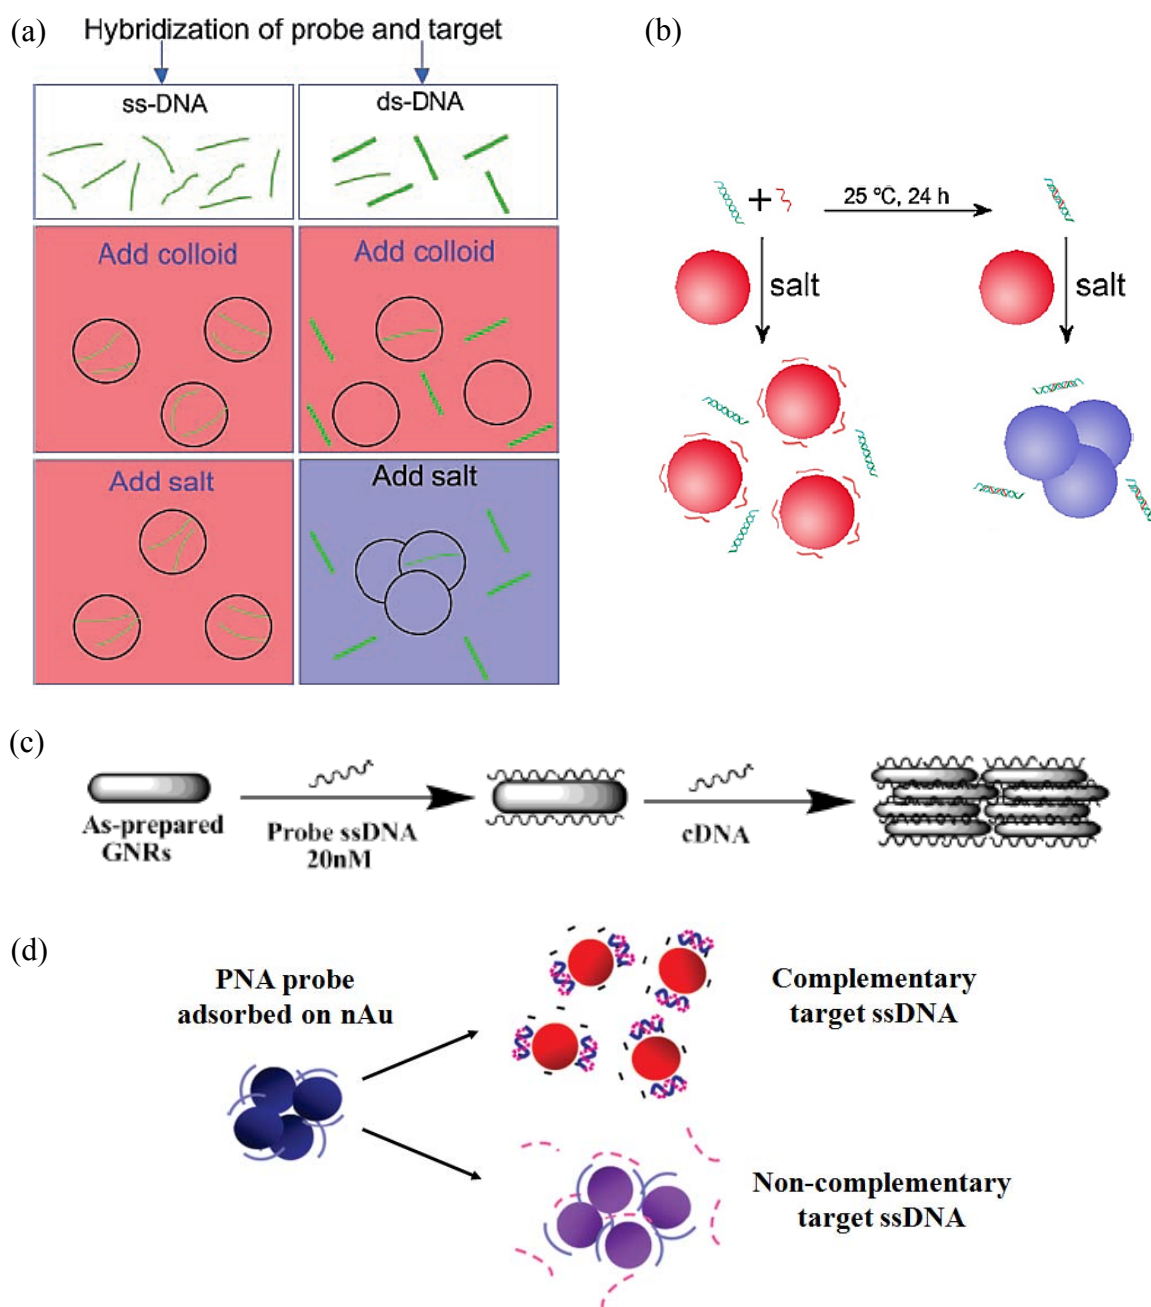 (a)
Hybridization of probe and target
ss-DNA
ds-DNA
Add colloid
Add colloid
Add salt
Add salt
(b)
+
25 ºC, 24 h
salt
salt
(c)
As-prepared
GNRs
Probe ssDNA
20nM
cDNA
(d)
PNA probe
adsorbed on nAu
Complementary
target ssDNA
Non-complementary
target ssDNA